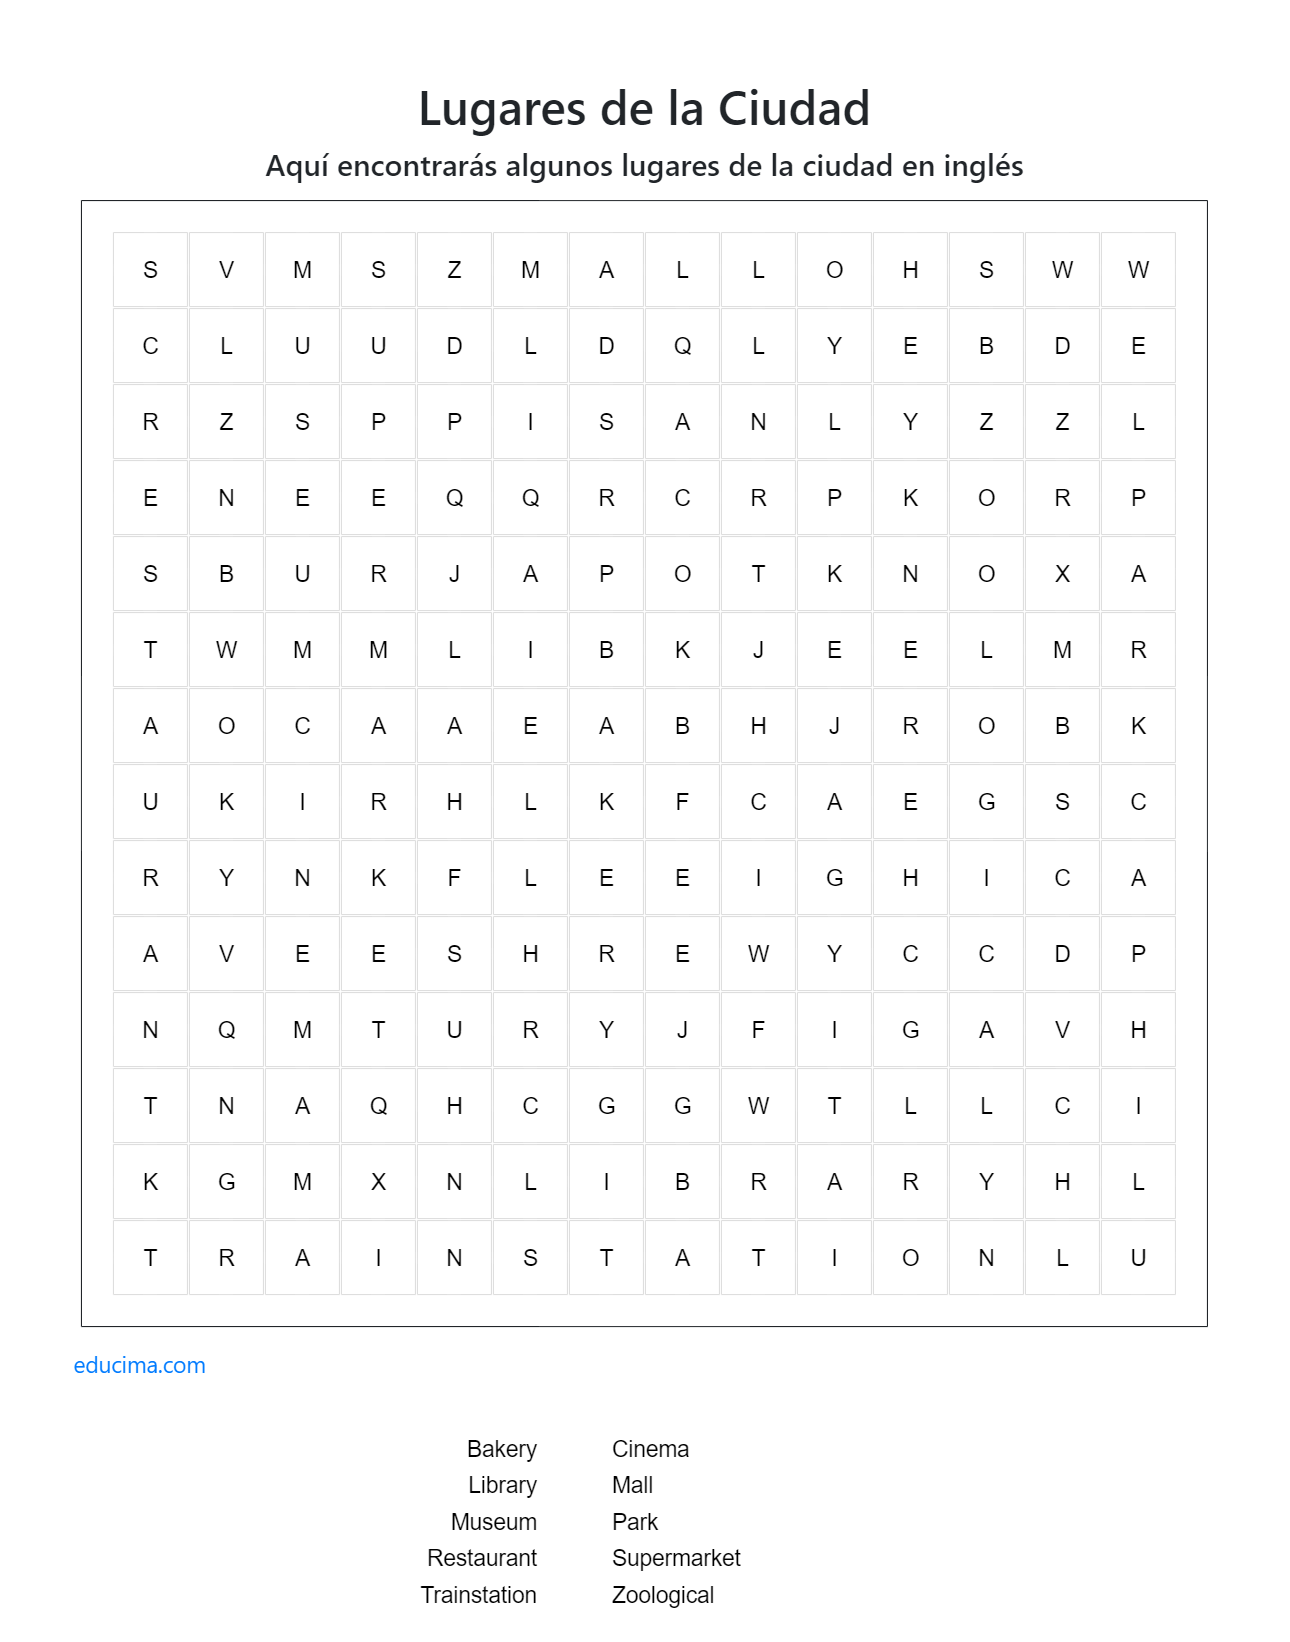 Lugares de la Ciudad
Aquí encontrarás algunos lugares de la ciudad en inglés
S V M S Z M A L L O H S W W
C L U U D L D Q L Y E B D E
R Z S P P I S A N L Y Z Z L
E N E E Q Q R C R P K O R P
S B U R J A P O T K N O X A
T W M M L I B K J E E L M R
A O C A A E A B H J R O B K
U K I R H L K F C A E G S C
R Y N K F L E E I G H I C A
A V E E S H R E W Y C C D P
N Q M T U R Y J F I G A V H
T N A Q H C G G W T L L C I
K G M X N L I B R A R Y H L
T R A I N S T A T I O N L U
educima.com
Bakery Cinema
Library Mall
Museum Park
Restaurant Supermarket
Trainstation Zoological